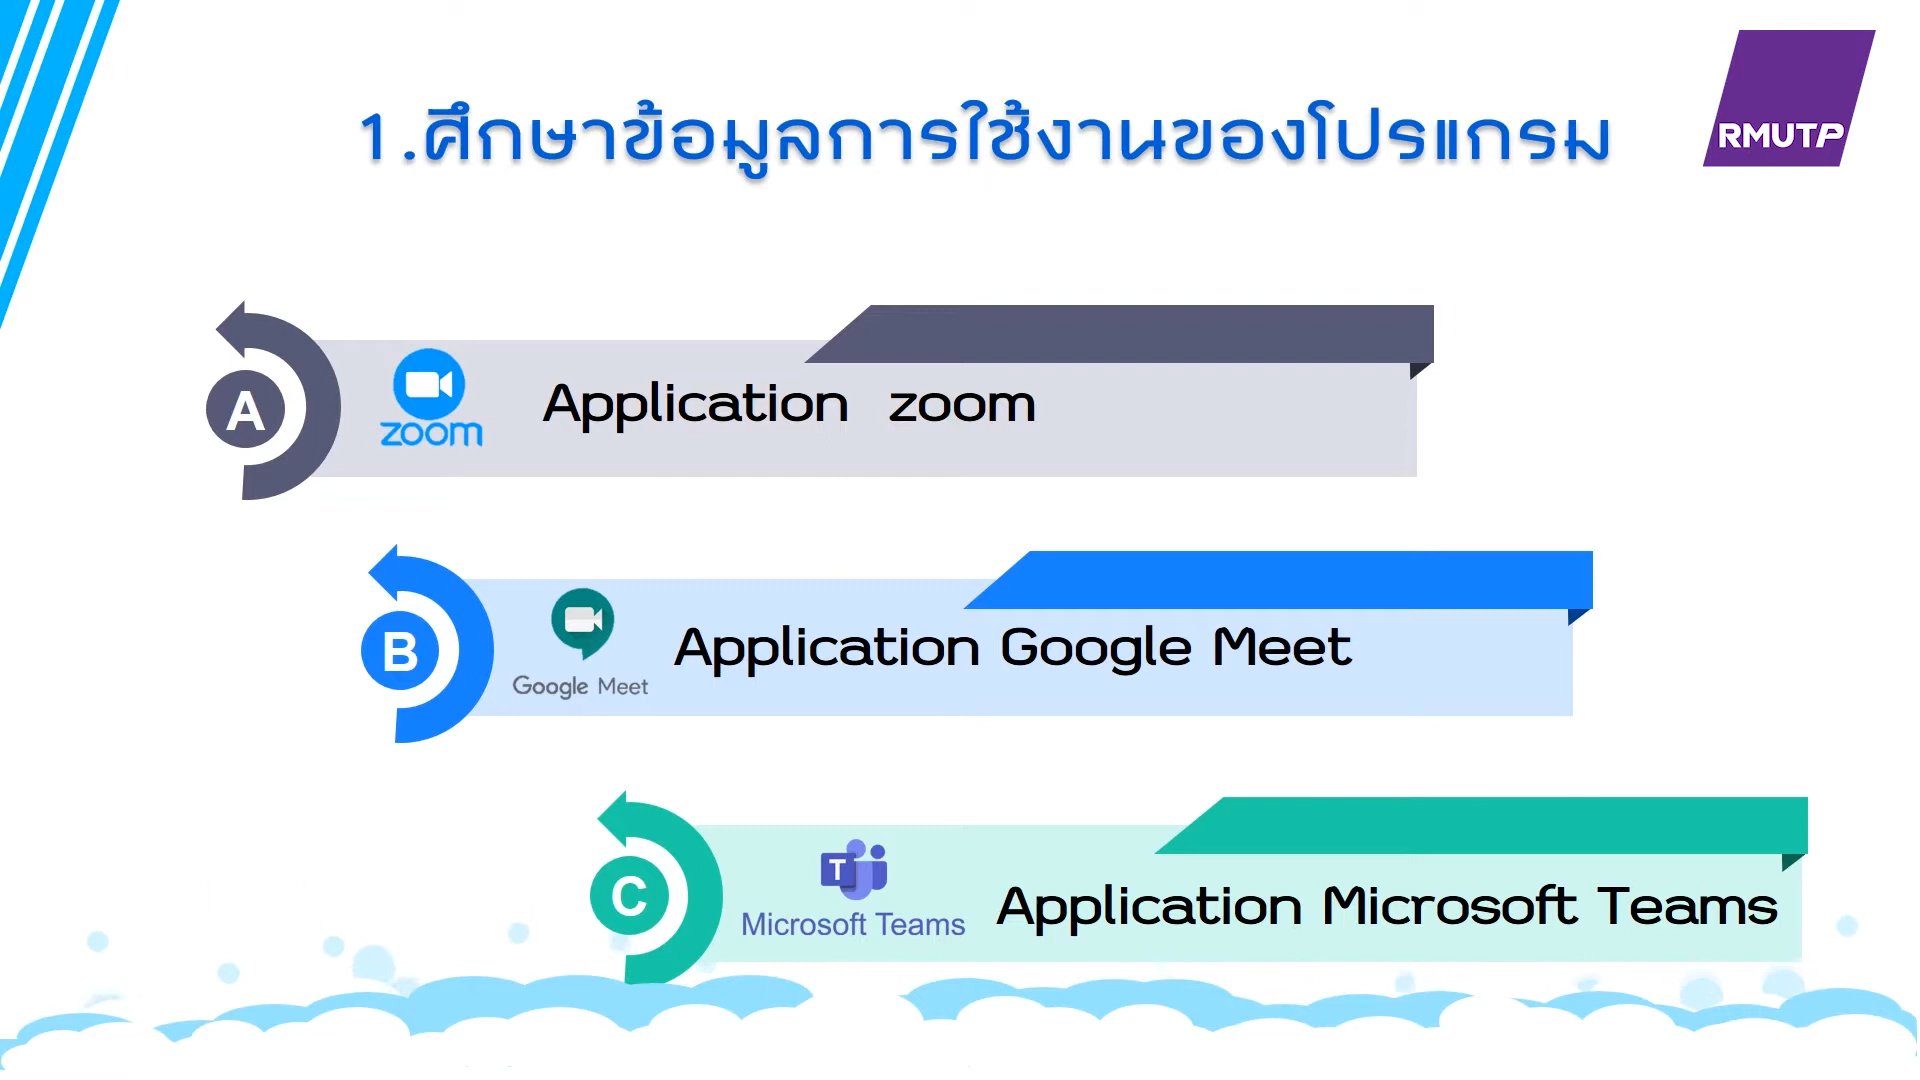 1.ศึกษาข้อมูลการใช้งานของโปรแกรม
RMUTP
A
zoom
Application zoom
B
Google Meet
Application Google Meet
C
T
Microsoft Teams
Application Microsoft Teams